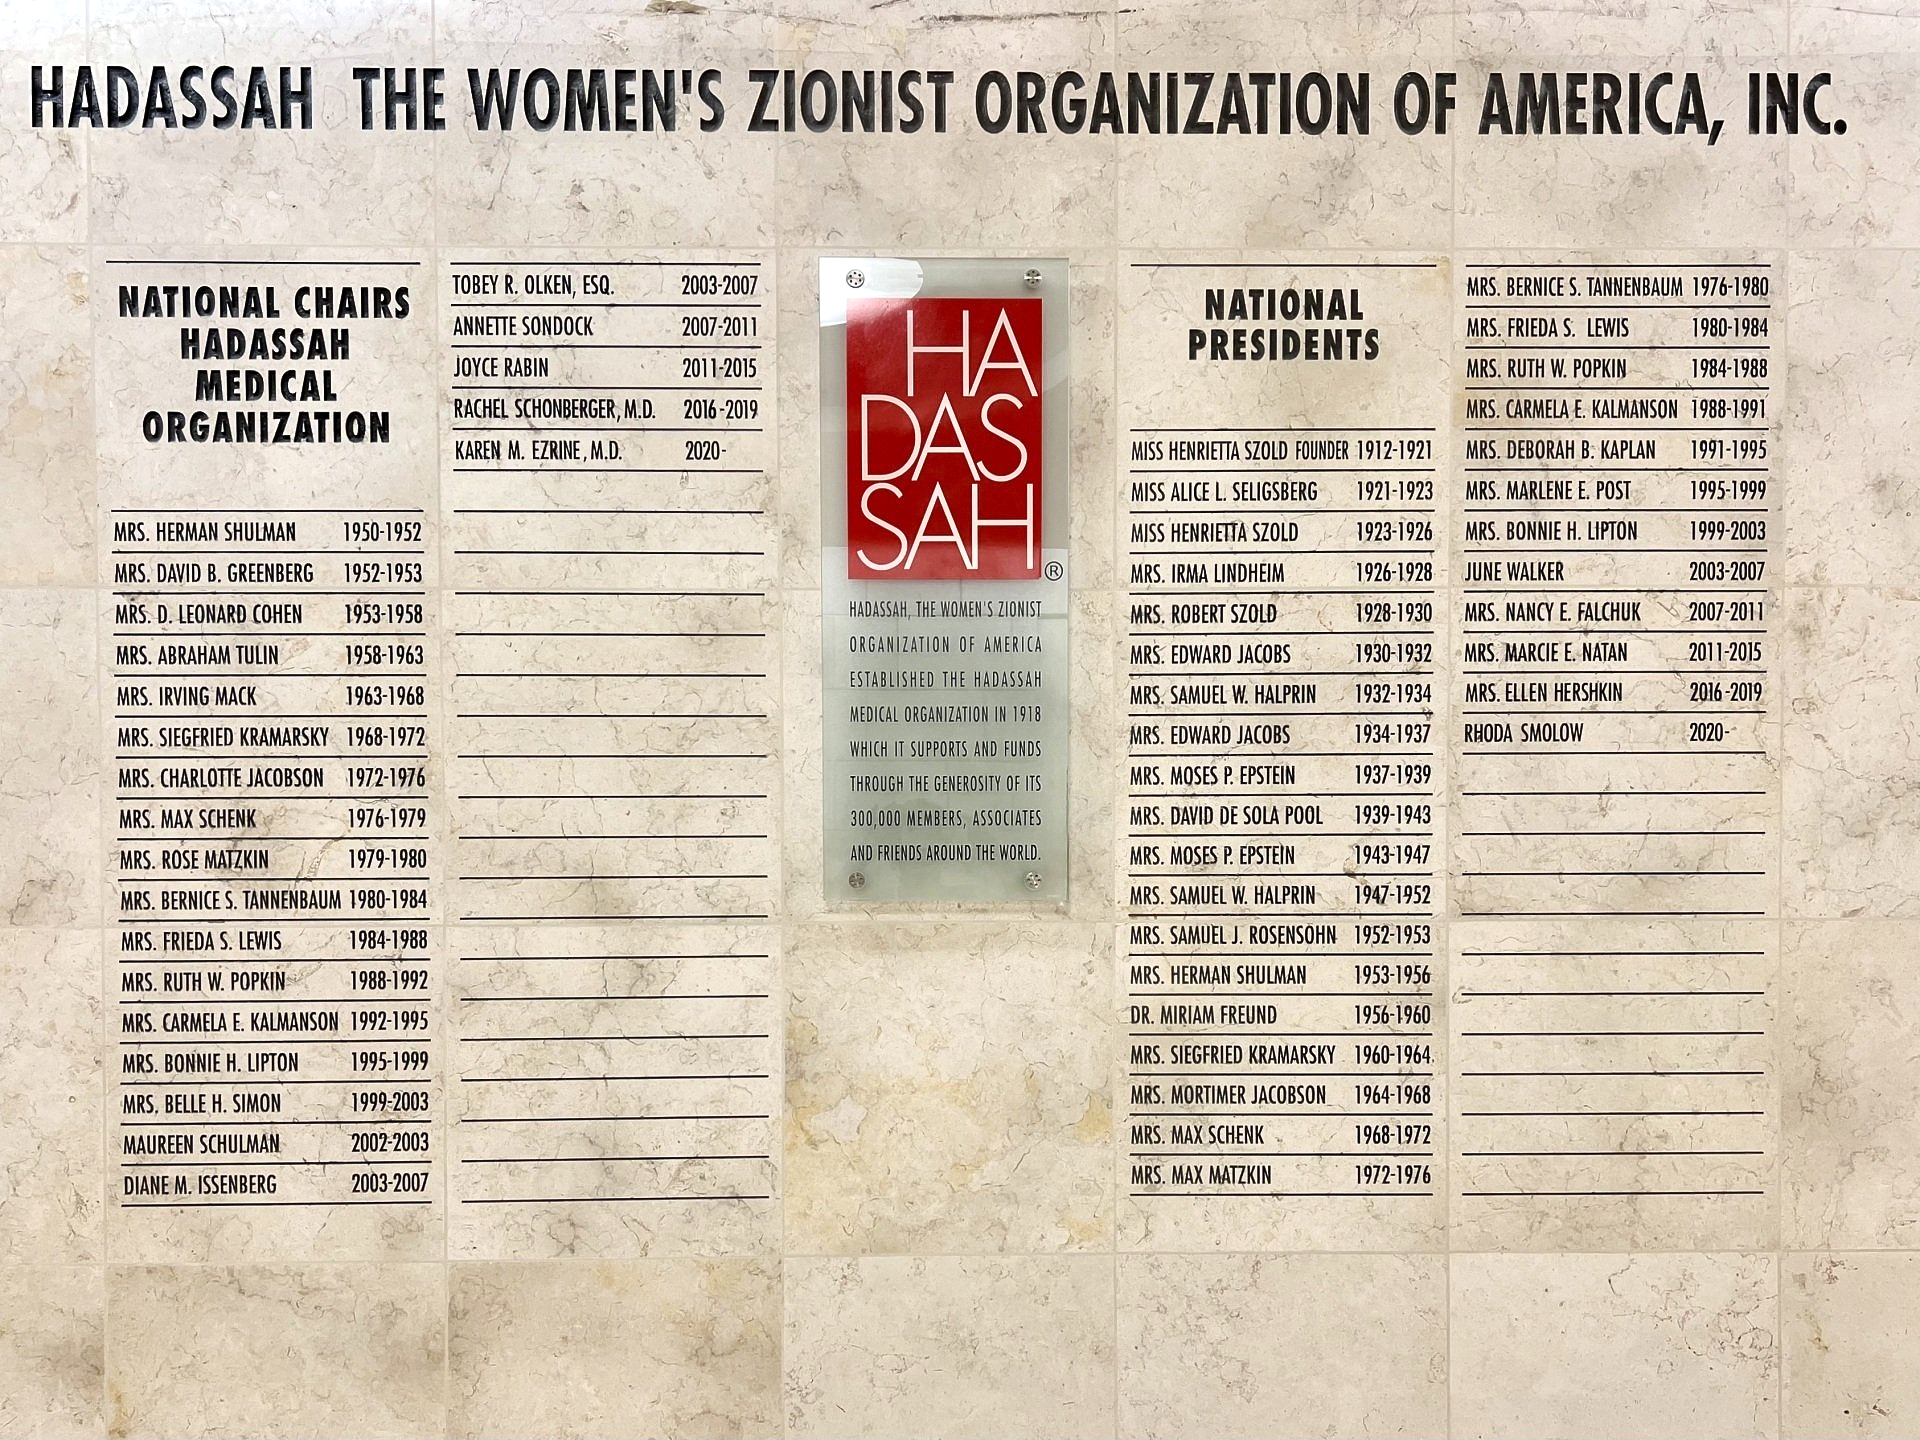 HADASSAH THE WOMEN'S ZIONIST ORGANIZATION OF AMERICA, INC.
NATIONAL CHAIRS
HADASSAH
MEDICAL
ORGANIZATION
MRS. HERMAN SHULMAN 1950-1952
MRS. DAVID B. GREENBERG 1952-1953
MRS. D. LEONARD COHEN 1953-1958
MRS. ABRAHAM TULIN 1958-1963
MRS. IRVING MACK 1963-1968
MRS. SIEGFRIED KRAMARSKY 1968-1972
MRS. CHARLOTTE JACOBSON 1972-1976
MRS. MAX SCHENK 1976-1979
MRS. ROSE MATZKIN 1979-1980
MRS. BERNICE S. TANNENBAUM 1980-1984
MRS. FRIEDA S. LEWIS 1984-1988
MRS. RUTH W. POPKIN 1988-1992
MRS. CARMELA E. KALMANSON 1992-1995
MRS. BONNIE H. LIPTON 1995-1999
MRS. BELLE H. SIMON 1999-2003
MAUREEN SCHULMAN 2002-2003
DIANE M. ISSENBERG 2003-2007
TOBEY R. OLKEN, ESQ. 2003-2007
ANNETTE SONDOCK 2007-2011
JOYCE RABIN 2011-2015
RACHEL SCHONBERGER, M.D. 2016-2019
KAREN M. EZRINE, M.D. 2020-
HA
DAS
SAH®
HADASSAH, THE WOMEN'S ZIONIST
ORGANIZATION OF AMERICA
ESTABLISHED THE HADASSAH
MEDICAL ORGANIZATION IN 1918
WHICH IT SUPPORTS AND FUNDS
THROUGH THE GENEROSITY OF ITS
300,000 MEMBERS, ASSOCIATES
AND FRIENDS AROUND THE WORLD.
NATIONAL
PRESIDENTS
MISS HENRIETTA SZOLD FOUNDER 1912-1921
MISS ALICE L. SELIGSBERG 1921-1923
MISS HENRIETTA SZOLD 1923-1926
MRS. IRMA LINDHEIM 1926-1928
MRS. ROBERT SZOLD 1928-1930
MRS. EDWARD JACOBS 1930-1932
MRS. SAMUEL W. HALPRIN 1932-1934
MRS. EDWARD JACOBS 1934-1937
MRS. MOSES P. EPSTEIN 1937-1939
MRS. DAVID DE SOLA POOL 1939-1943
MRS. MOSES P. EPSTEIN 1943-1947
MRS. SAMUEL W. HALPRIN 1947-1952
MRS. SAMUEL J. ROSENSOHN 1952-1953
MRS. HERMAN SHULMAN 1953-1956
DR. MIRIAM FREUND 1956-1960
MRS. SIEGFRIED KRAMARSKY 1960-1964
MRS. MORTIMER JACOBSON 1964-1968
MRS. MAX SCHENK 1968-1972
MRS. MAX MATZKIN 1972-1976
MRS. BERNICE S. TANNENBAUM 1976-1980
MRS. FRIEDA S. LEWIS 1980-1984
MRS. RUTH W. POPKIN 1984-1988
MRS. CARMELA E. KALMANSON 1988-1991
MRS. DEBORAH B. KAPLAN 1991-1995
MRS. MARLENE E. POST 1995-1999
MRS. BONNIE H. LIPTON 1999-2003
JUNE WALKER 2003-2007
MRS. NANCY E. FALCHUK 2007-2011
MRS. MARCIE E. NATAN 2011-2015
MRS. ELLEN HERSHKIN 2016-2019
RHODA SMOLOW 2020-